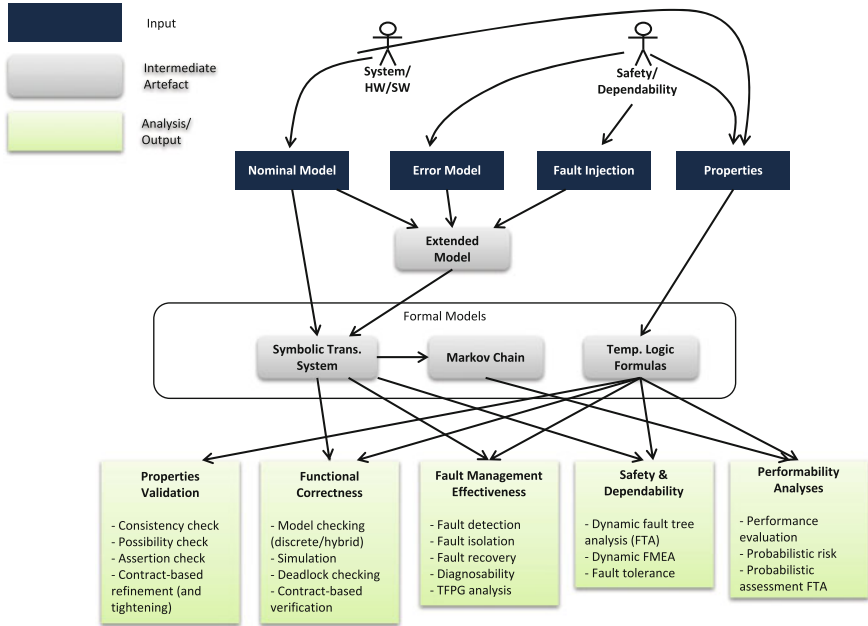 Input
Intermediate
Artefact
Analysis/
Output
System/
HW/SW
Safety/
Dependability
Nominal Model
Error Model
Fault Injection
Properties
Extended
Model
Formal Models
Symbolic Trans.
System
Markov Chain
Temp. Logic
Formulas
Properties
Validation
- Consistency check
- Possibility check
- Assertion check
- Contract-based
refinement (and
tightening)
Functional
Correctness
- Model checking
(discrete/hybrid)
- Simulation
- Deadlock checking
- Contract-based
verification
Fault Management
Effectiveness
- Fault detection
- Fault isolation
- Fault recovery
- Diagnosability
- TFPG analysis
Safety &
Dependability
- Dynamic fault tree
analysis (FTA)
- Dynamic FMEA
- Fault tolerance
Performability
Analyses
- Performance
evaluation
- Probabilistic risk
- Probabilistic
assessment FTA